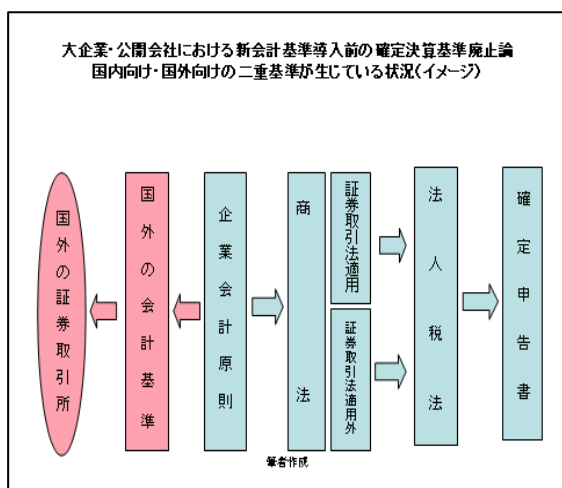 大企業・公開会社における新会計基準導入前の確定決算基準廃止論
国内向け・国外向けの二重基準が生じている状況(イメージ)
国外の証券取引所
国外の会計基準
企業会計原則
商法
証券取引法適用
証券取引法適用外
法人税法
確定申告書
筆者作成